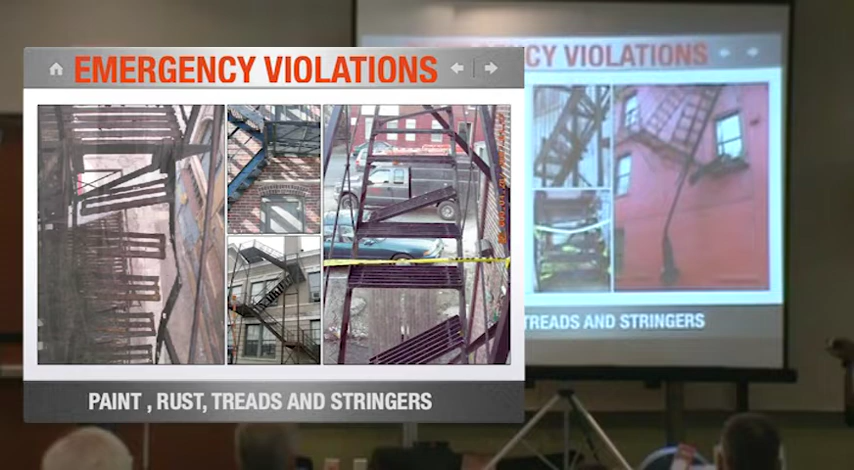 EMERGENCY VIOLATIONS
PAINT , RUST, TREADS AND STRINGERS
CY VIOLATIONS
TREADS AND STRINGERS